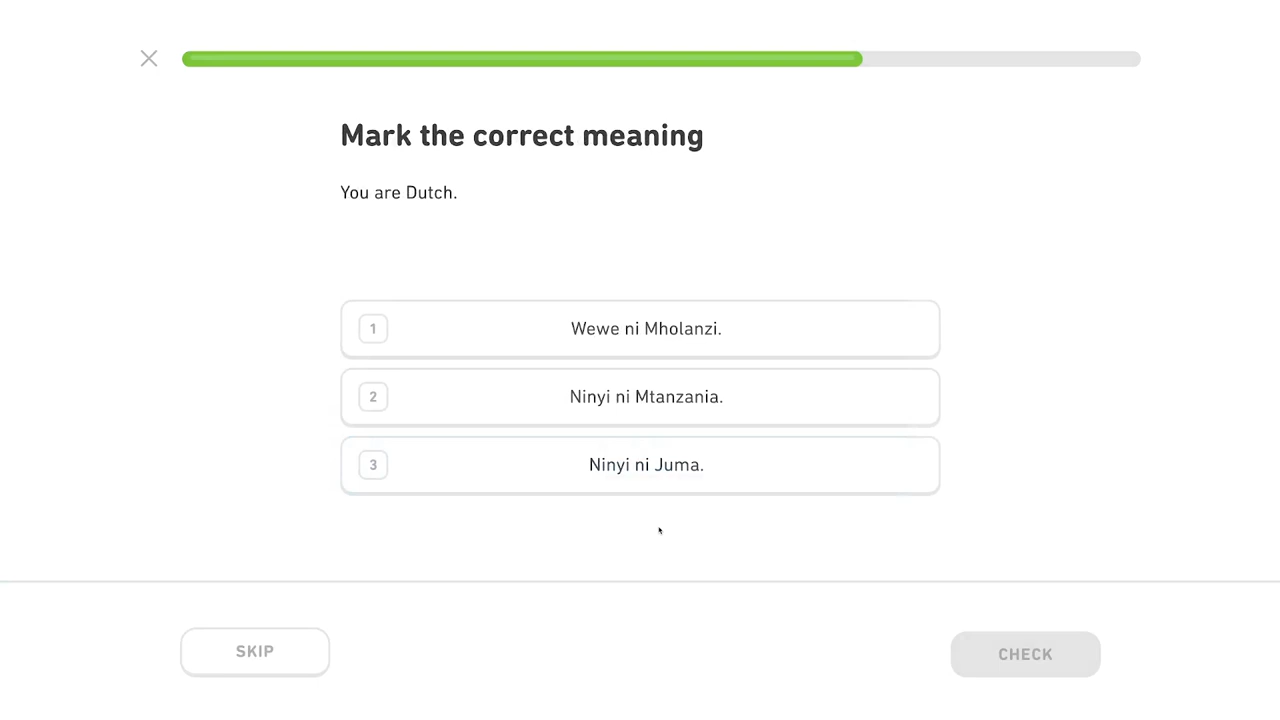 Mark the correct meaning
You are Dutch.
1 Wewe ni Mholanzi.
2 Ninyi ni Mtanzania.
3 Ninyi ni Juma.
SKIP
CHECK